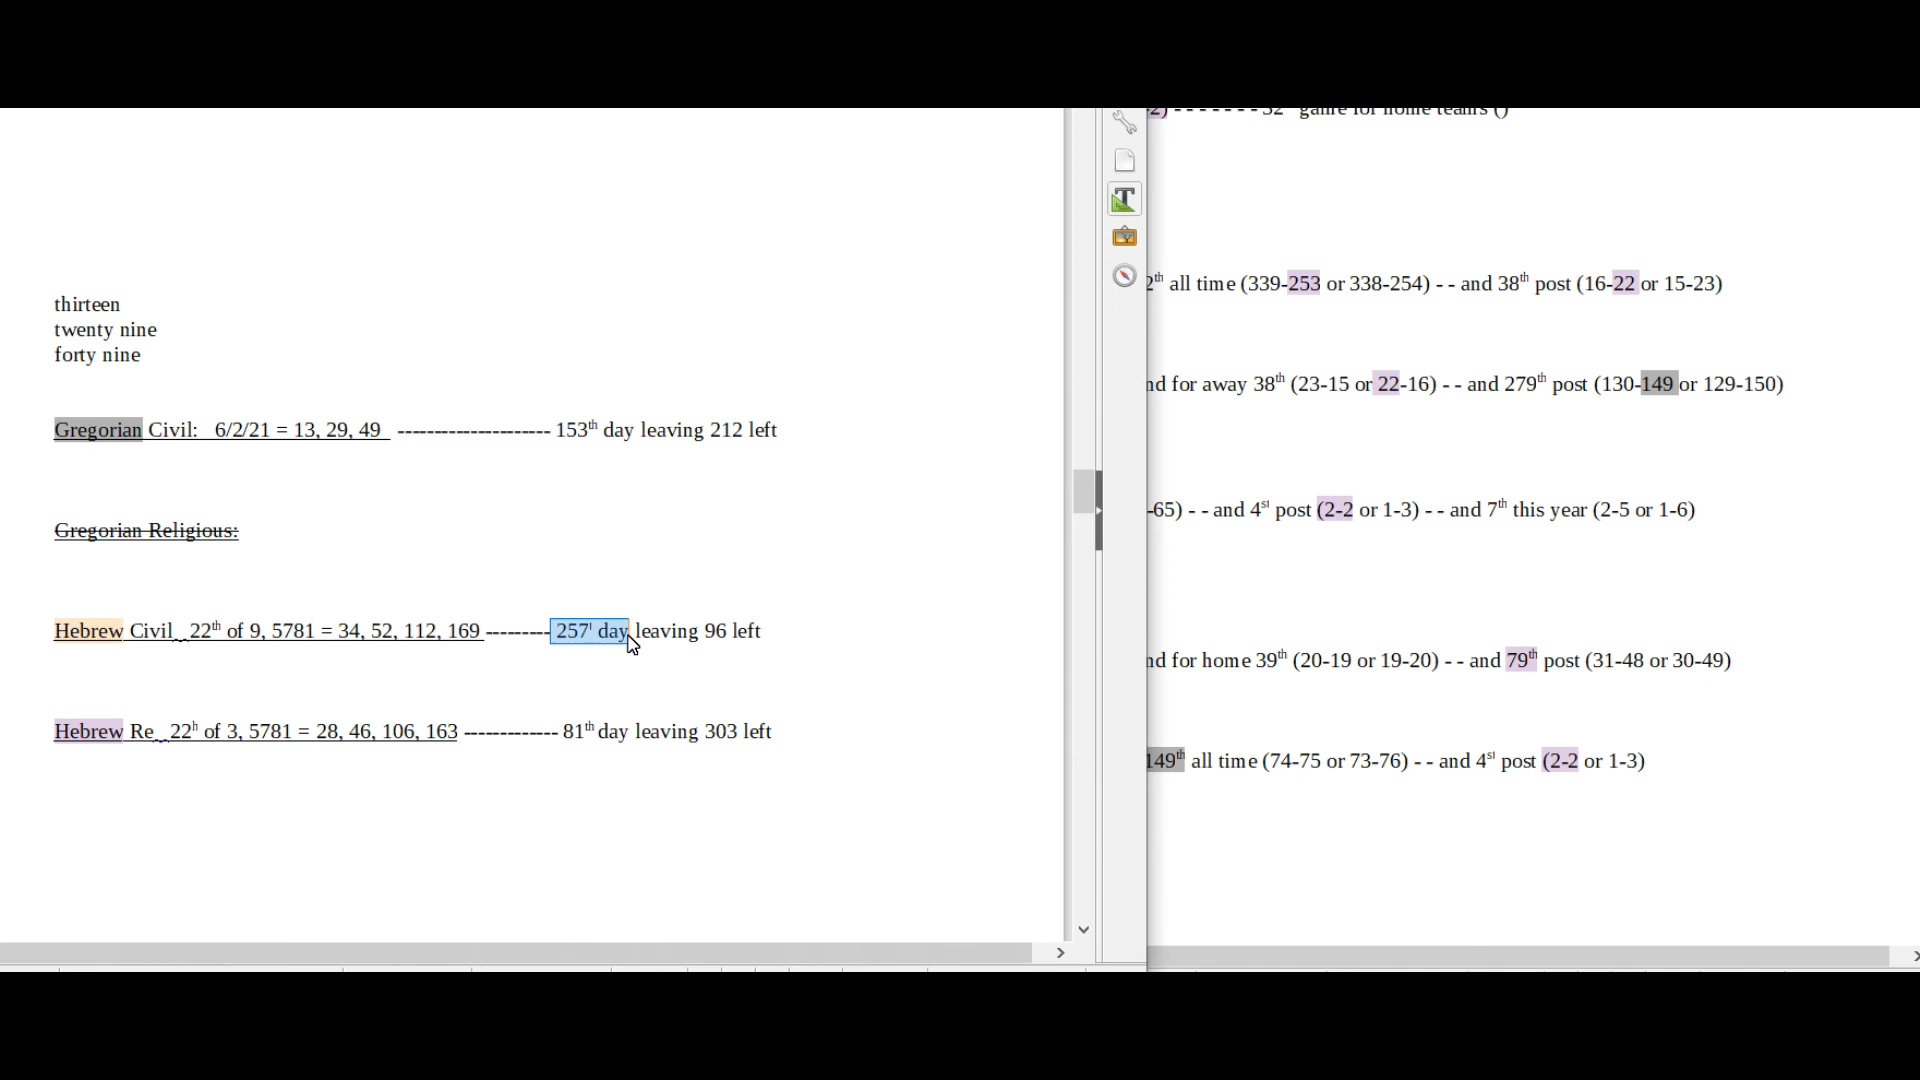 thirteen
twenty nine
forty nine
Gregorian Civil: 6/2/21 = 13, 29, 49 --------------------- 153th day leaving 212 left
Gregorian Religious:
Hebrew Civil 22th of 9, 5781 = 34, 52, 112, 169 --------- 257 day leaving 96 left
Hebrew Re 22h of 3, 5781 = 28, 46, 106, 163 ------------- 81th day leaving 303 left
2) - - - - - - - 32 game for home teams ()
2th all time (339-253 or 338-254) - - and 38th post (16-22 or 15-23)
nd for away 38th (23-15 or 22-16) - - and 279th post (130-149 or 129-150)
-65) - - and 4st post (2-2 or 1-3) - - and 7th this year (2-5 or 1-6)
nd for home 39th (20-19 or 19-20) - - and 79th post (31-48 or 30-49)
149th all time (74-75 or 73-76) - - and 4st post (2-2 or 1-3)